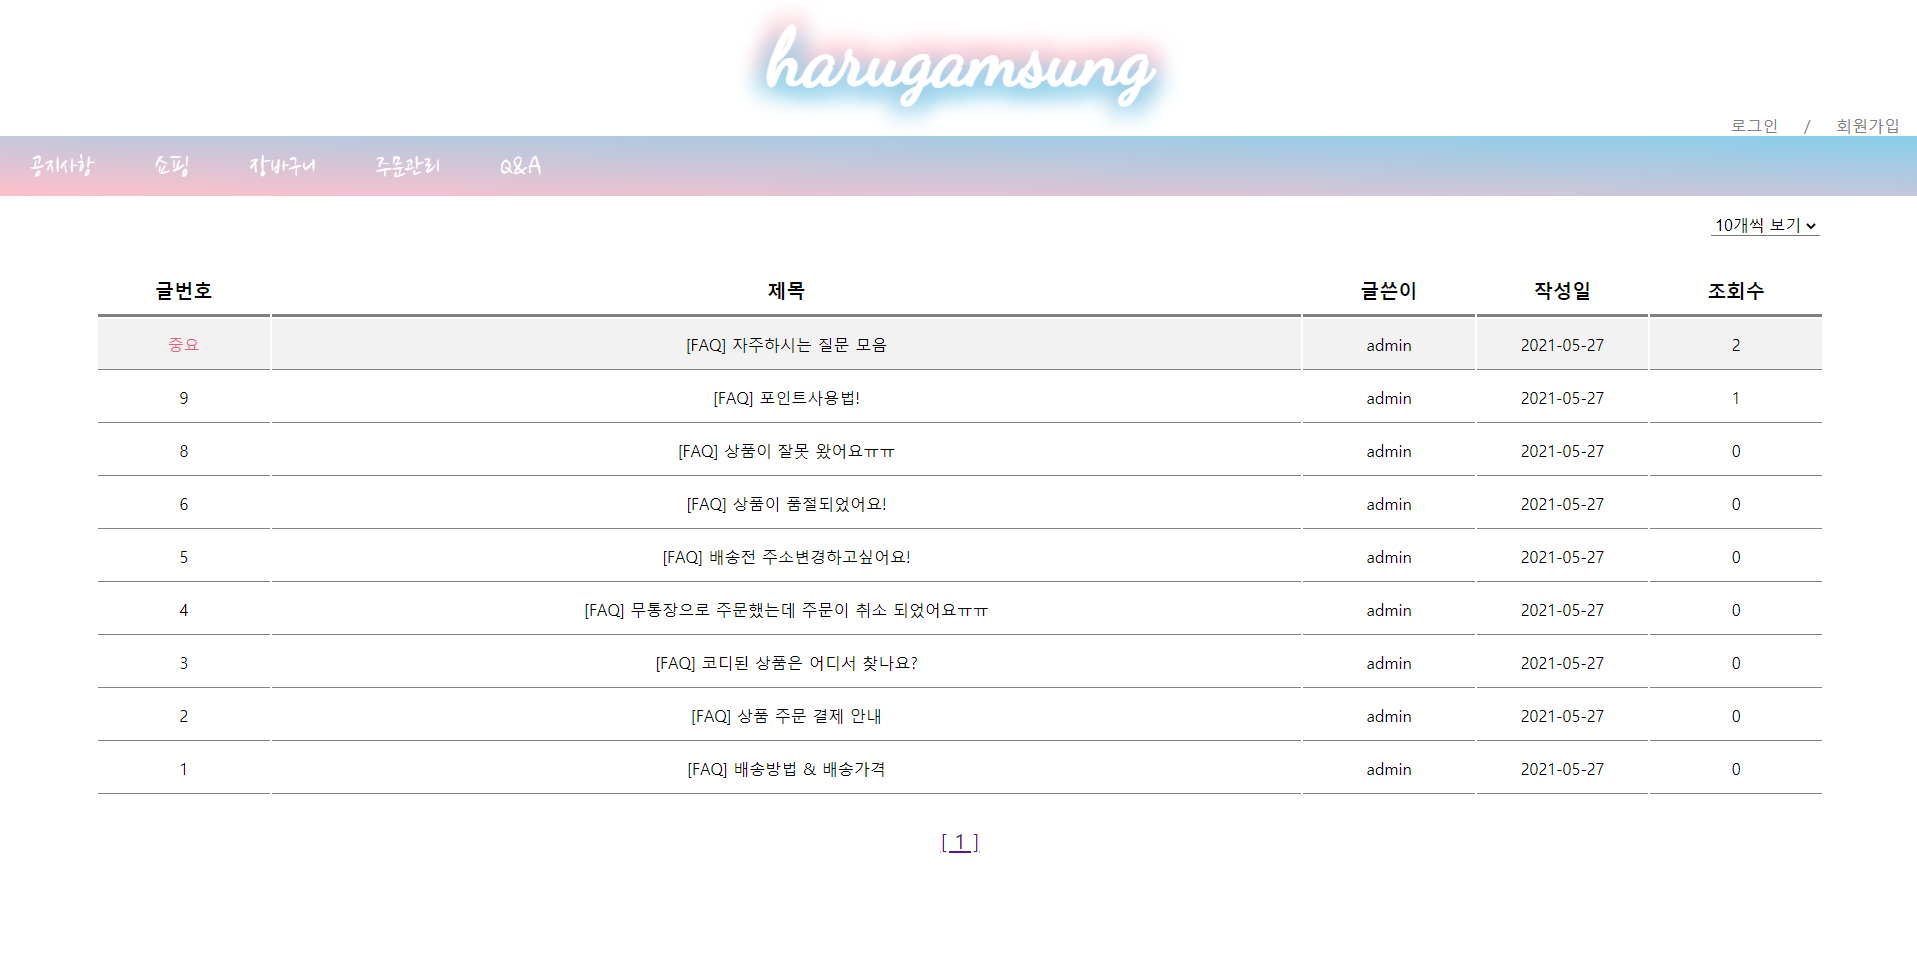 harugamsung
로그인 / 회원가입
공지사항 쇼핑 장바구니 주문관리 Q&A
10개씩 보기
글번호 제목 글쓴이 작성일 조회수
중요 [FAQ] 자주하시는 질문 모음 admin 2021-05-27 2
9 [FAQ] 포인트사용법! admin 2021-05-27 1
8 [FAQ] 상품이 잘못 왔어요ㅠㅠ admin 2021-05-27 0
6 [FAQ] 상품이 품절되었어요! admin 2021-05-27 0
5 [FAQ] 배송전 주소변경하고싶어요! admin 2021-05-27 0
4 [FAQ] 무통장으로 주문했는데 주문이 취소 되었어요ㅠㅠ admin 2021-05-27 0
3 [FAQ] 코디된 상품은 어디서 찾나요? admin 2021-05-27 0
2 [FAQ] 상품 주문 결제 안내 admin 2021-05-27 0
1 [FAQ] 배송방법 & 배송가격 admin 2021-05-27 0
[ 1 ]